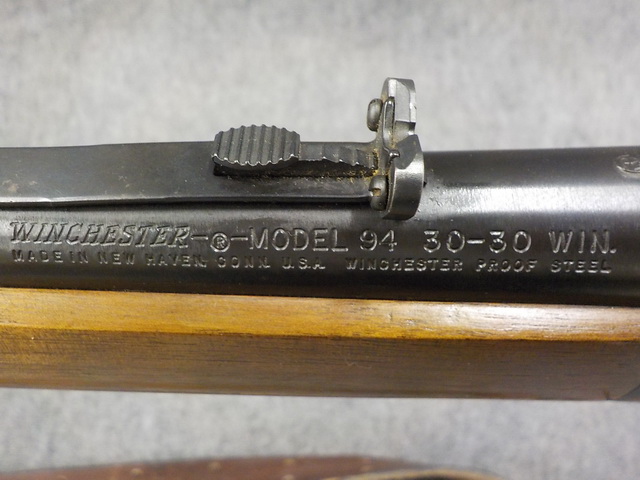 WINCHESTER-®-MODEL 94 30-30 WIN.
MADE IN NEW HAVEN, CONN. U.S.A. WINCHESTER PROOF STEEL